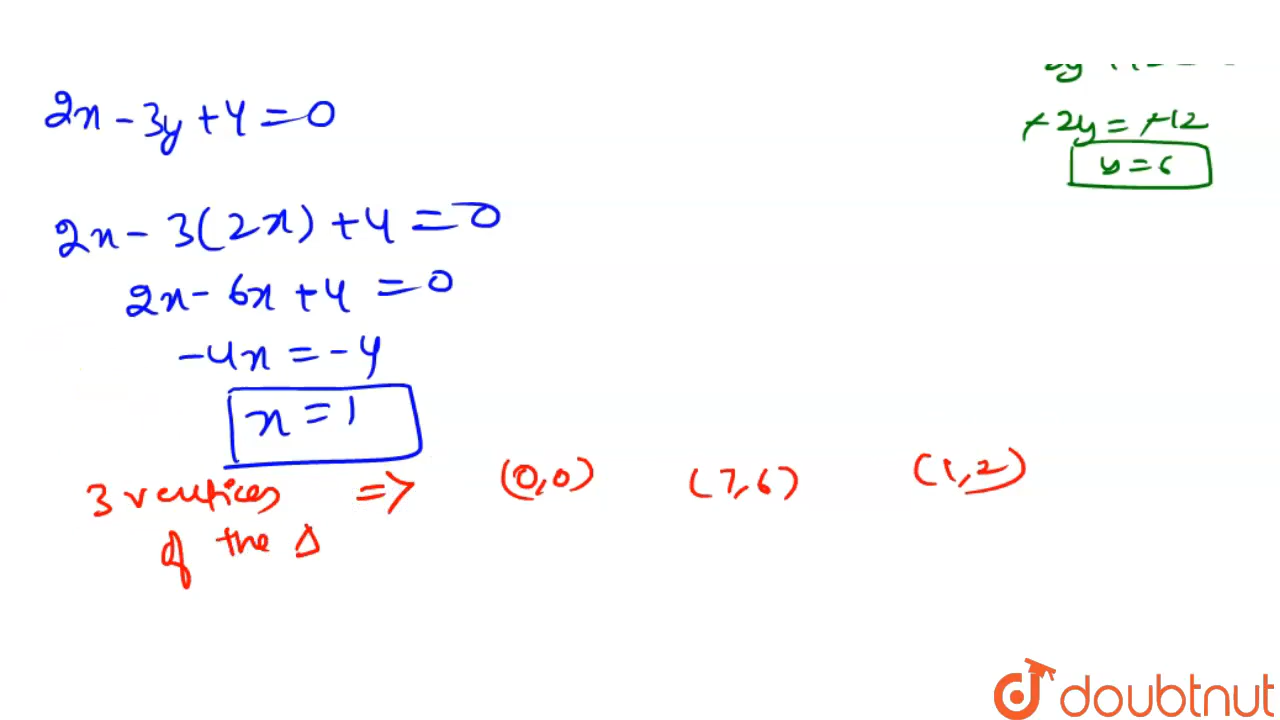 2x - 3y + 4 = 0
2x - 3(2x) + 4 = 0
2x - 6x + 4 = 0
-4x = -4
x = 1
+2y = +12
y = 6
3 vertices => (0,0) (7,6) (1,2)
of the Δ
doubtnut